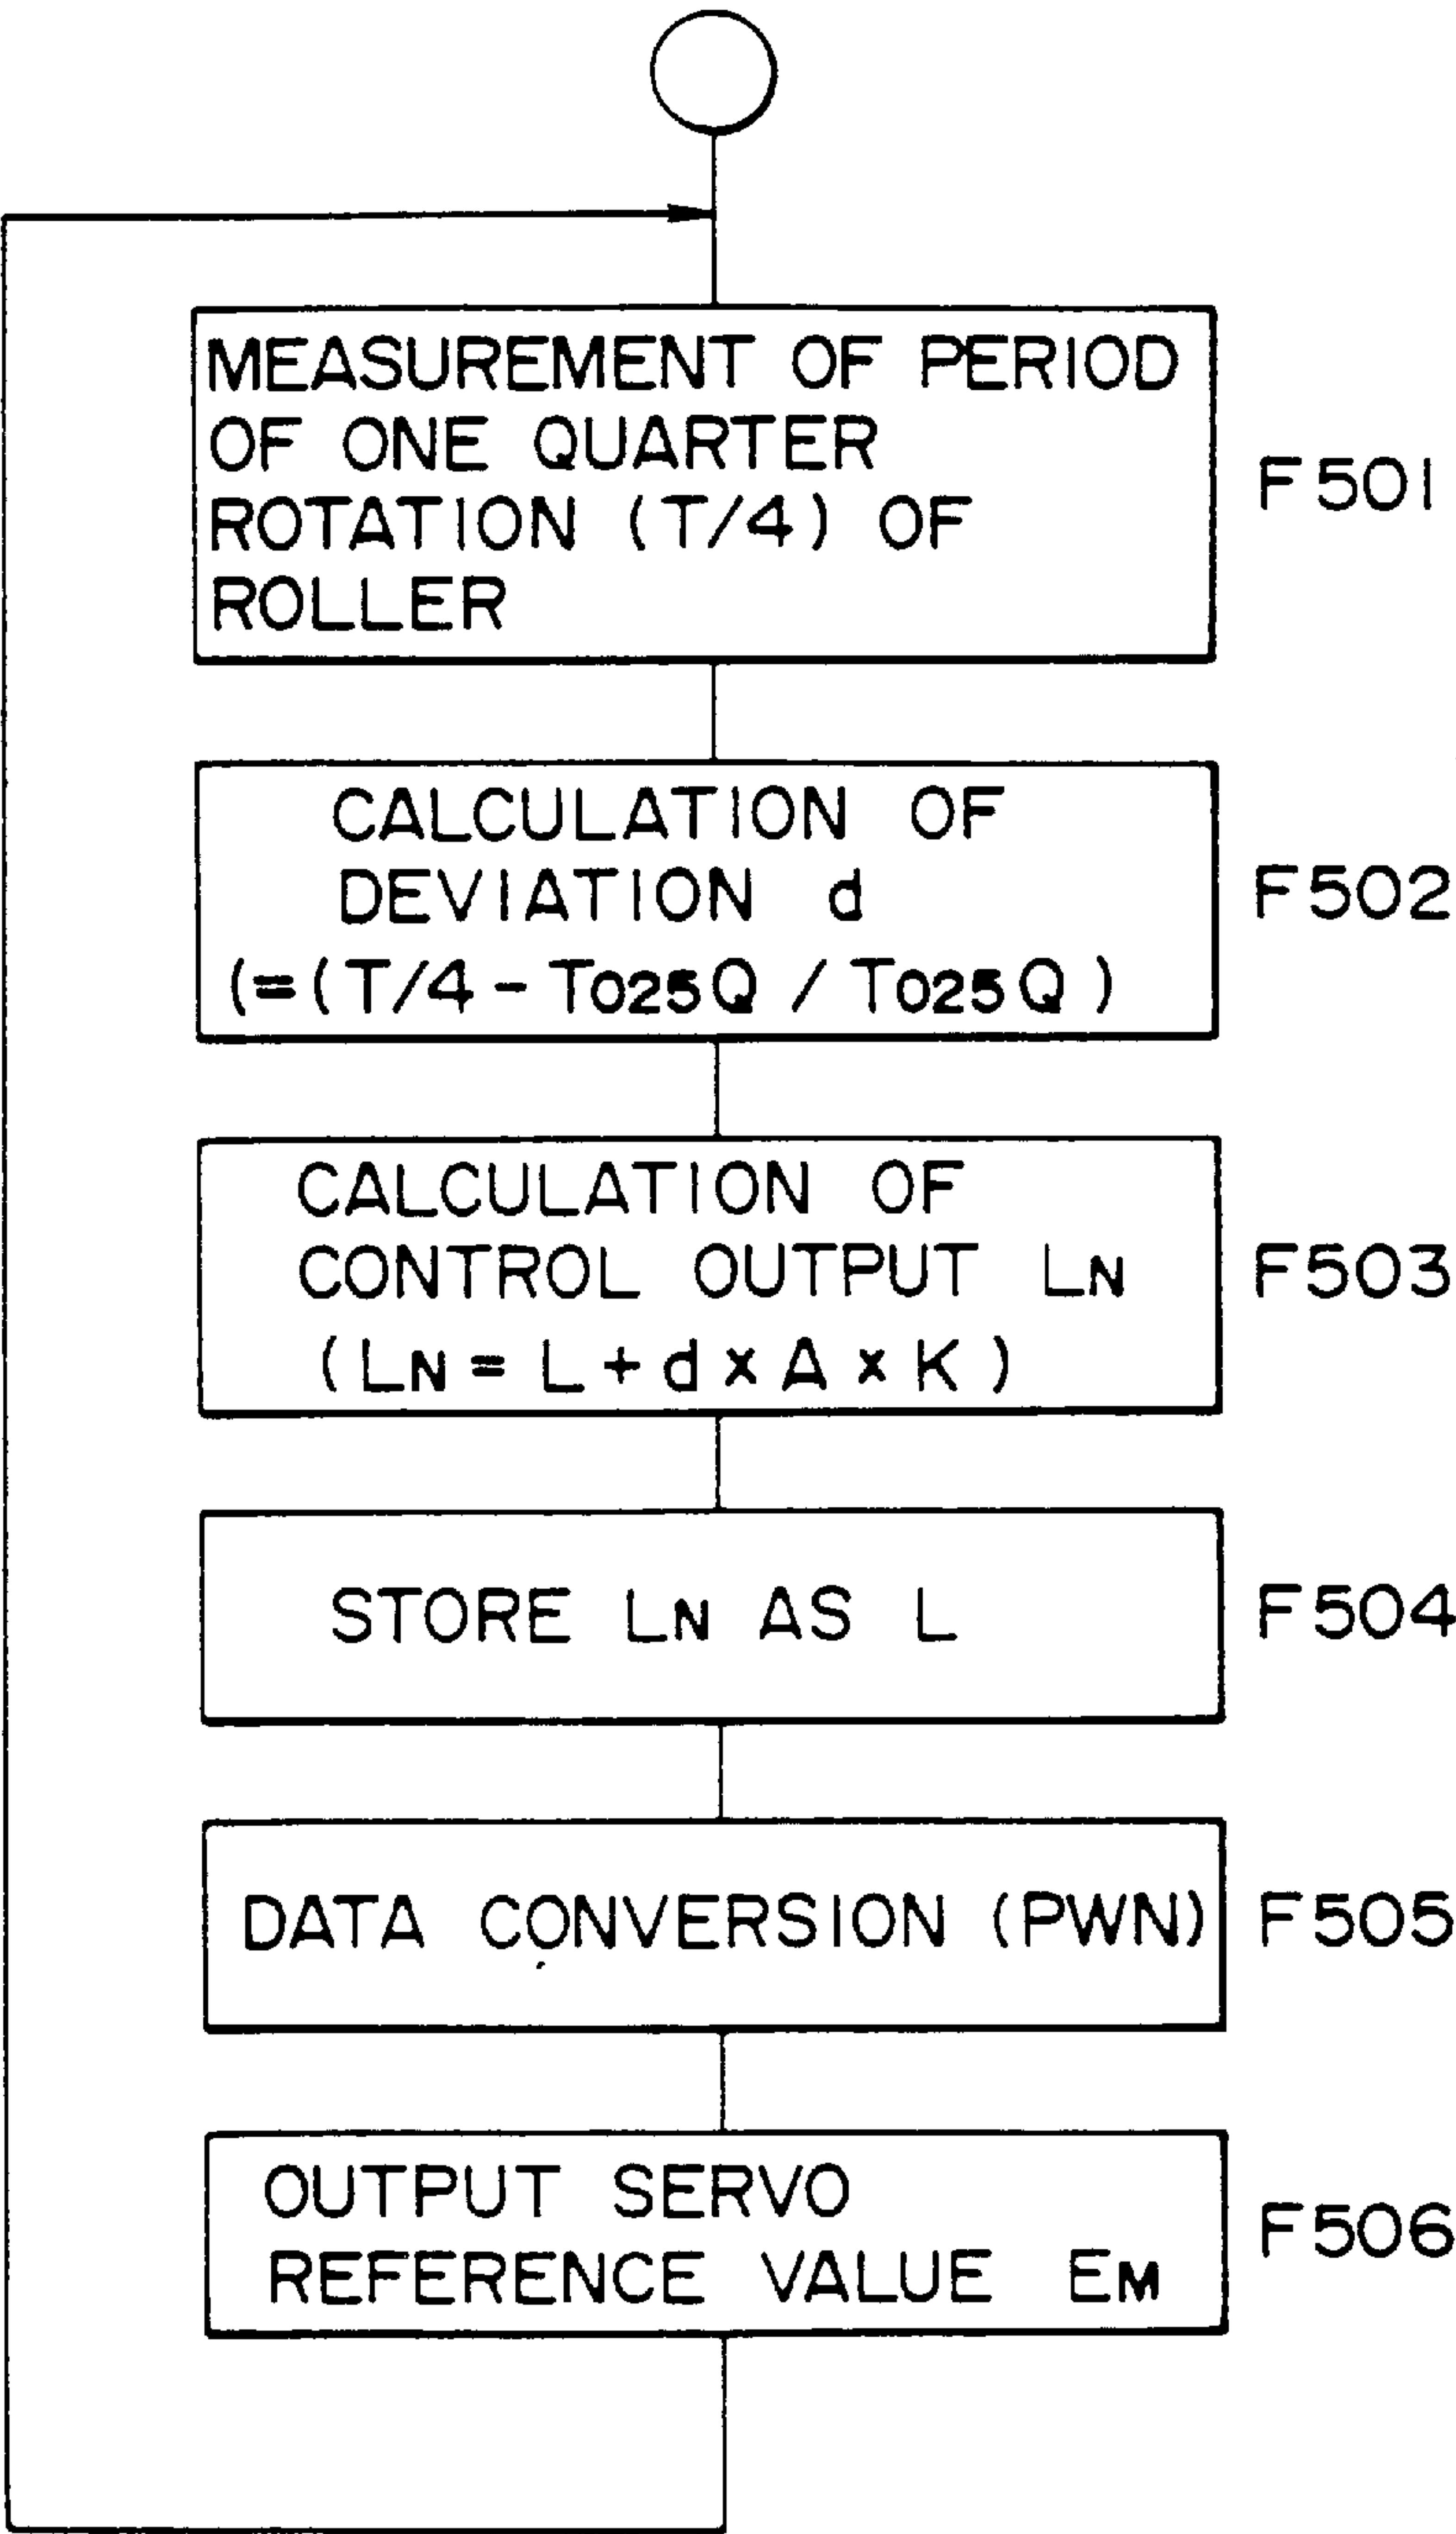 MEASUREMENT OF PERIOD
OF ONE QUARTER
ROTATION (T/4) OF
ROLLER
F501
CALCULATION OF
DEVIATION d
(=(T/4-T025Q / T025Q)
F502
CALCULATION OF
CONTROL OUTPUT LN
(LN = L + d × A × K)
F503
STORE LN AS L
F504
DATA CONVERSION (PWN)
F505
OUTPUT SERVO
REFERENCE VALUE EM
F506